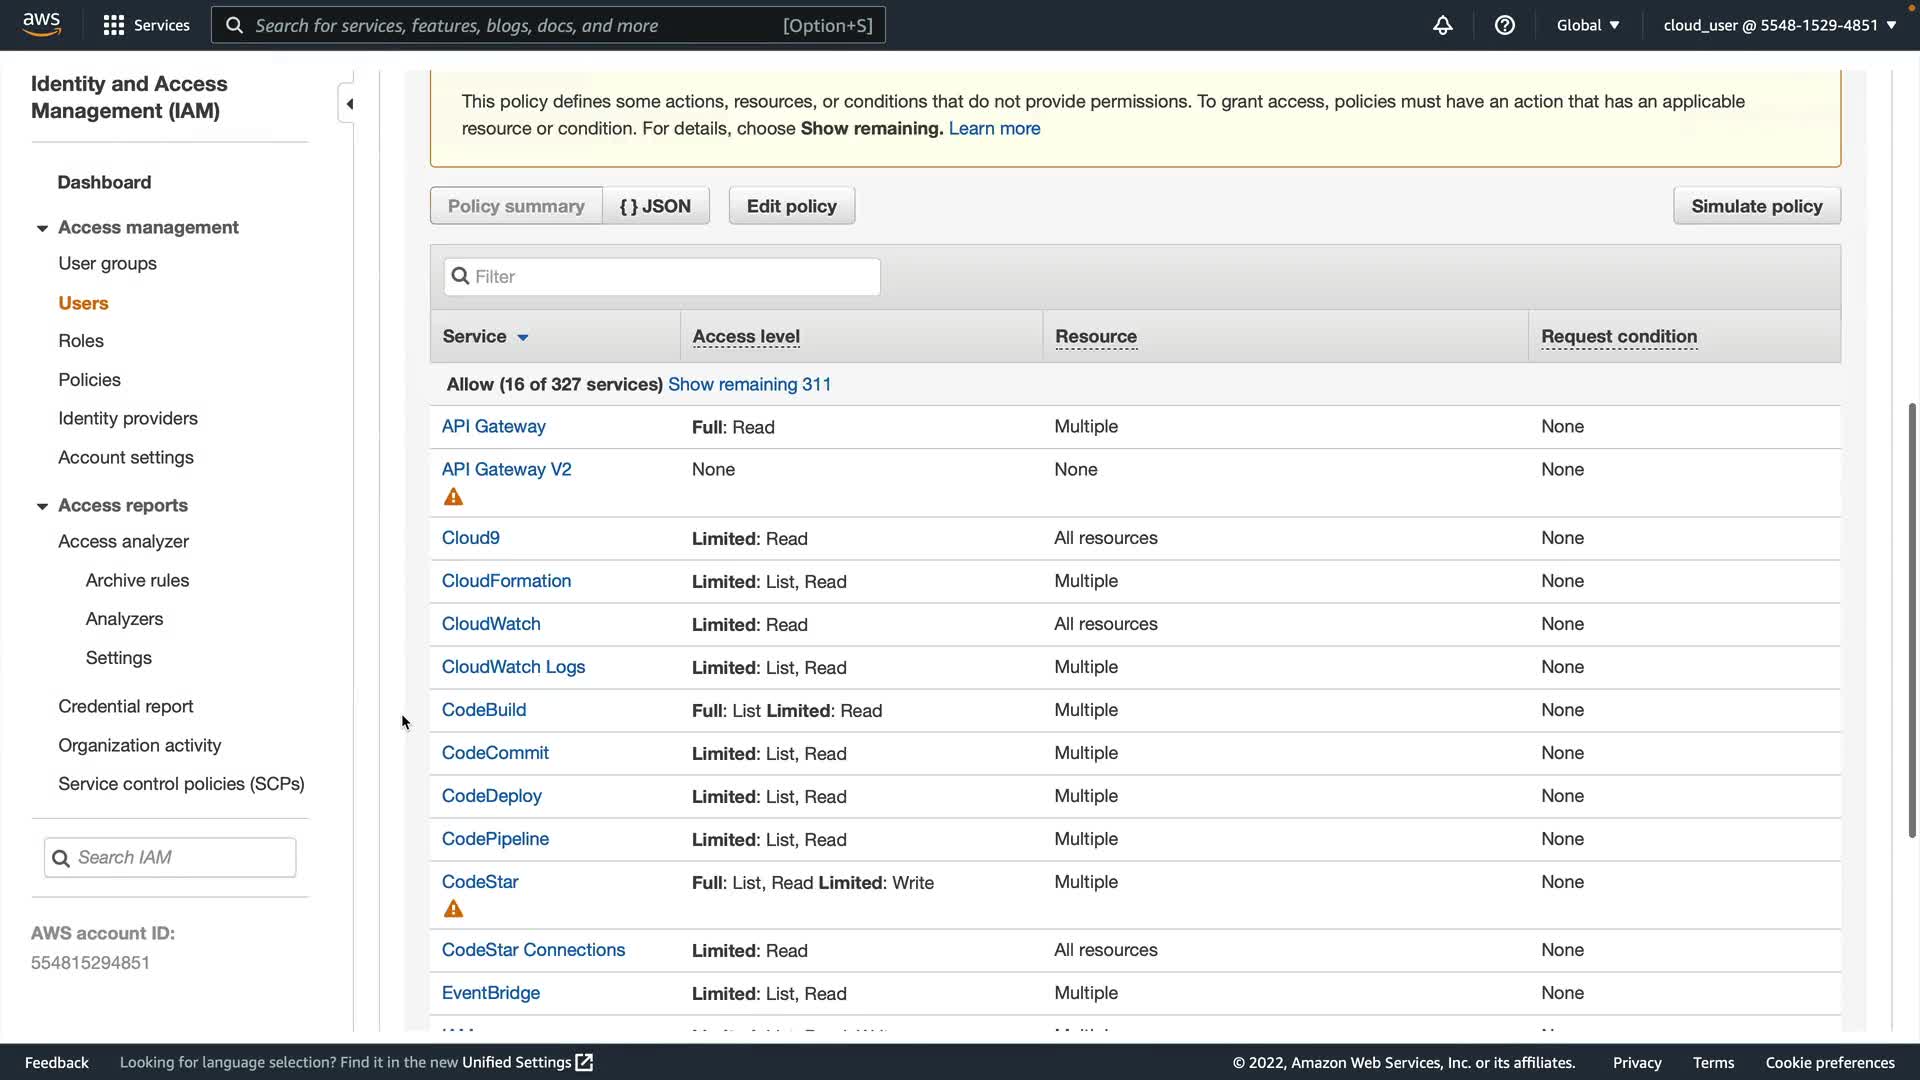 aws
Services
Search for services, features, blogs, docs, and more
[Option+S]
Global
cloud_user @ 5548-1529-4851
Identity and Access
Management (IAM)
Dashboard
Access management
User groups
Users
Roles
Policies
Identity providers
Account settings
Access reports
Access analyzer
Archive rules
Analyzers
Settings
Credential report
Organization activity
Service control policies (SCPs)
Search IAM
AWS account ID:
554815294851
This policy defines some actions, resources, or conditions that do not provide permissions. To grant access, policies must have an action that has an applicable
resource or condition. For details, choose Show remaining. Learn more
Policy summary { } JSON Edit policy Simulate policy
Filter
Service Access level Resource Request condition
Allow (16 of 327 services) Show remaining 311
API Gateway Full: Read Multiple None
API Gateway V2 None None None
Cloud9 Limited: Read All resources None
CloudFormation Limited: List, Read Multiple None
CloudWatch Limited: Read All resources None
CloudWatch Logs Limited: List, Read Multiple None
CodeBuild Full: List Limited: Read Multiple None
CodeCommit Limited: List, Read Multiple None
CodeDeploy Limited: List, Read Multiple None
CodePipeline Limited: List, Read Multiple None
CodeStar Full: List, Read Limited: Write Multiple None
CodeStar Connections Limited: Read All resources None
EventBridge Limited: List, Read Multiple None
Feedback Looking for language selection? Find it in the new Unified Settings
© 2022, Amazon Web Services, Inc. or its affiliates. Privacy Terms Cookie preferences